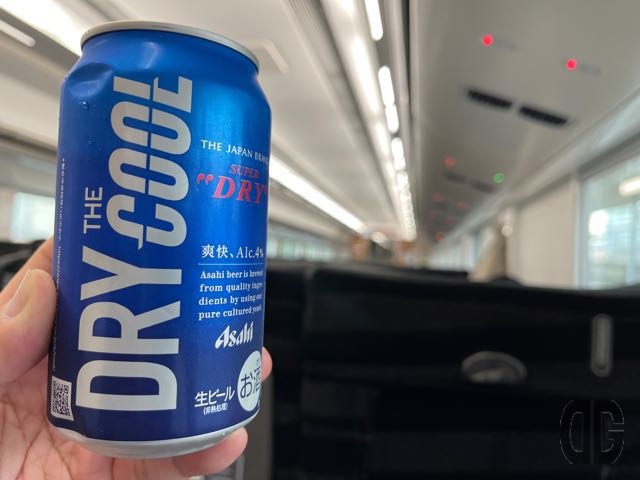 THE
DRY COOL
THE JAPAN BRAND
SUPER
"DRY"
爽快、Alc.4%
Asahi beer is brewed
from quality ingre
dients by using our
pure cultured yeast
Asahi
生ビール
(非熱処理)
お酒
DG